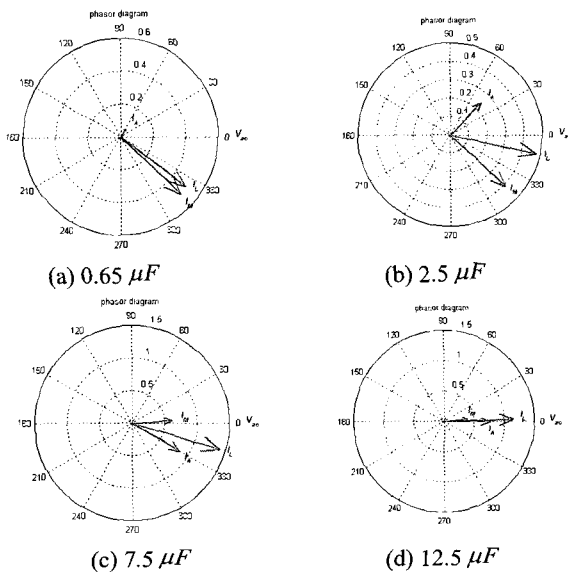 phasor diagram
90
0.6
120
60
0.4
150
30
0.2
I_A
180
0
V_ao
210
330
I_L
I_M
240
300
270
(a) 0.65 μF
phasor diagram
90
0.5
120
60
0.4
0.3
150
30
0.2
I_A
0.1
180
0
I_L
210
330
I_M
240
300
270
(b) 2.5 μF
phasor diagram
90
1.5
120
60
1
150
30
0.5
I_M
180
0
V_ao
I_A
I_L
210
330
240
300
270
(c) 7.5 μF
phasor diagram
90
1.5
120
60
1
150
30
0.5
I_M
I_L
180
0
V_ao
I_A
210
330
240
300
270
(d) 12.5 μF